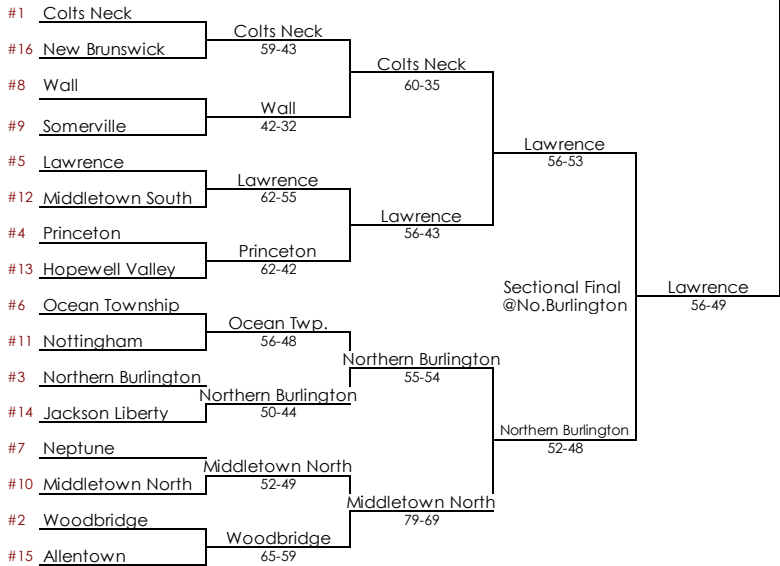 #1 Colts Neck
#16 New Brunswick
#8 Wall
#9 Somerville
#5 Lawrence
#12 Middletown South
#4 Princeton
#13 Hopewell Valley
#6 Ocean Township
#11 Nottingham
#3 Northern Burlington
#14 Jackson Liberty
#7 Neptune
#10 Middletown North
#2 Woodbridge
#15 Allentown
Colts Neck
59-43
Wall
42-32
Lawrence
62-55
Princeton
62-42
Ocean Twp.
56-48
Northern Burlington
50-44
Middletown North
52-49
Woodbridge
65-59
Colts Neck
60-35
Lawrence
56-43
Northern Burlington
55-54
Middletown North
79-69
Lawrence
56-53
Sectional Final
@No.Burlington
Northern Burlington
52-48
Lawrence
56-49